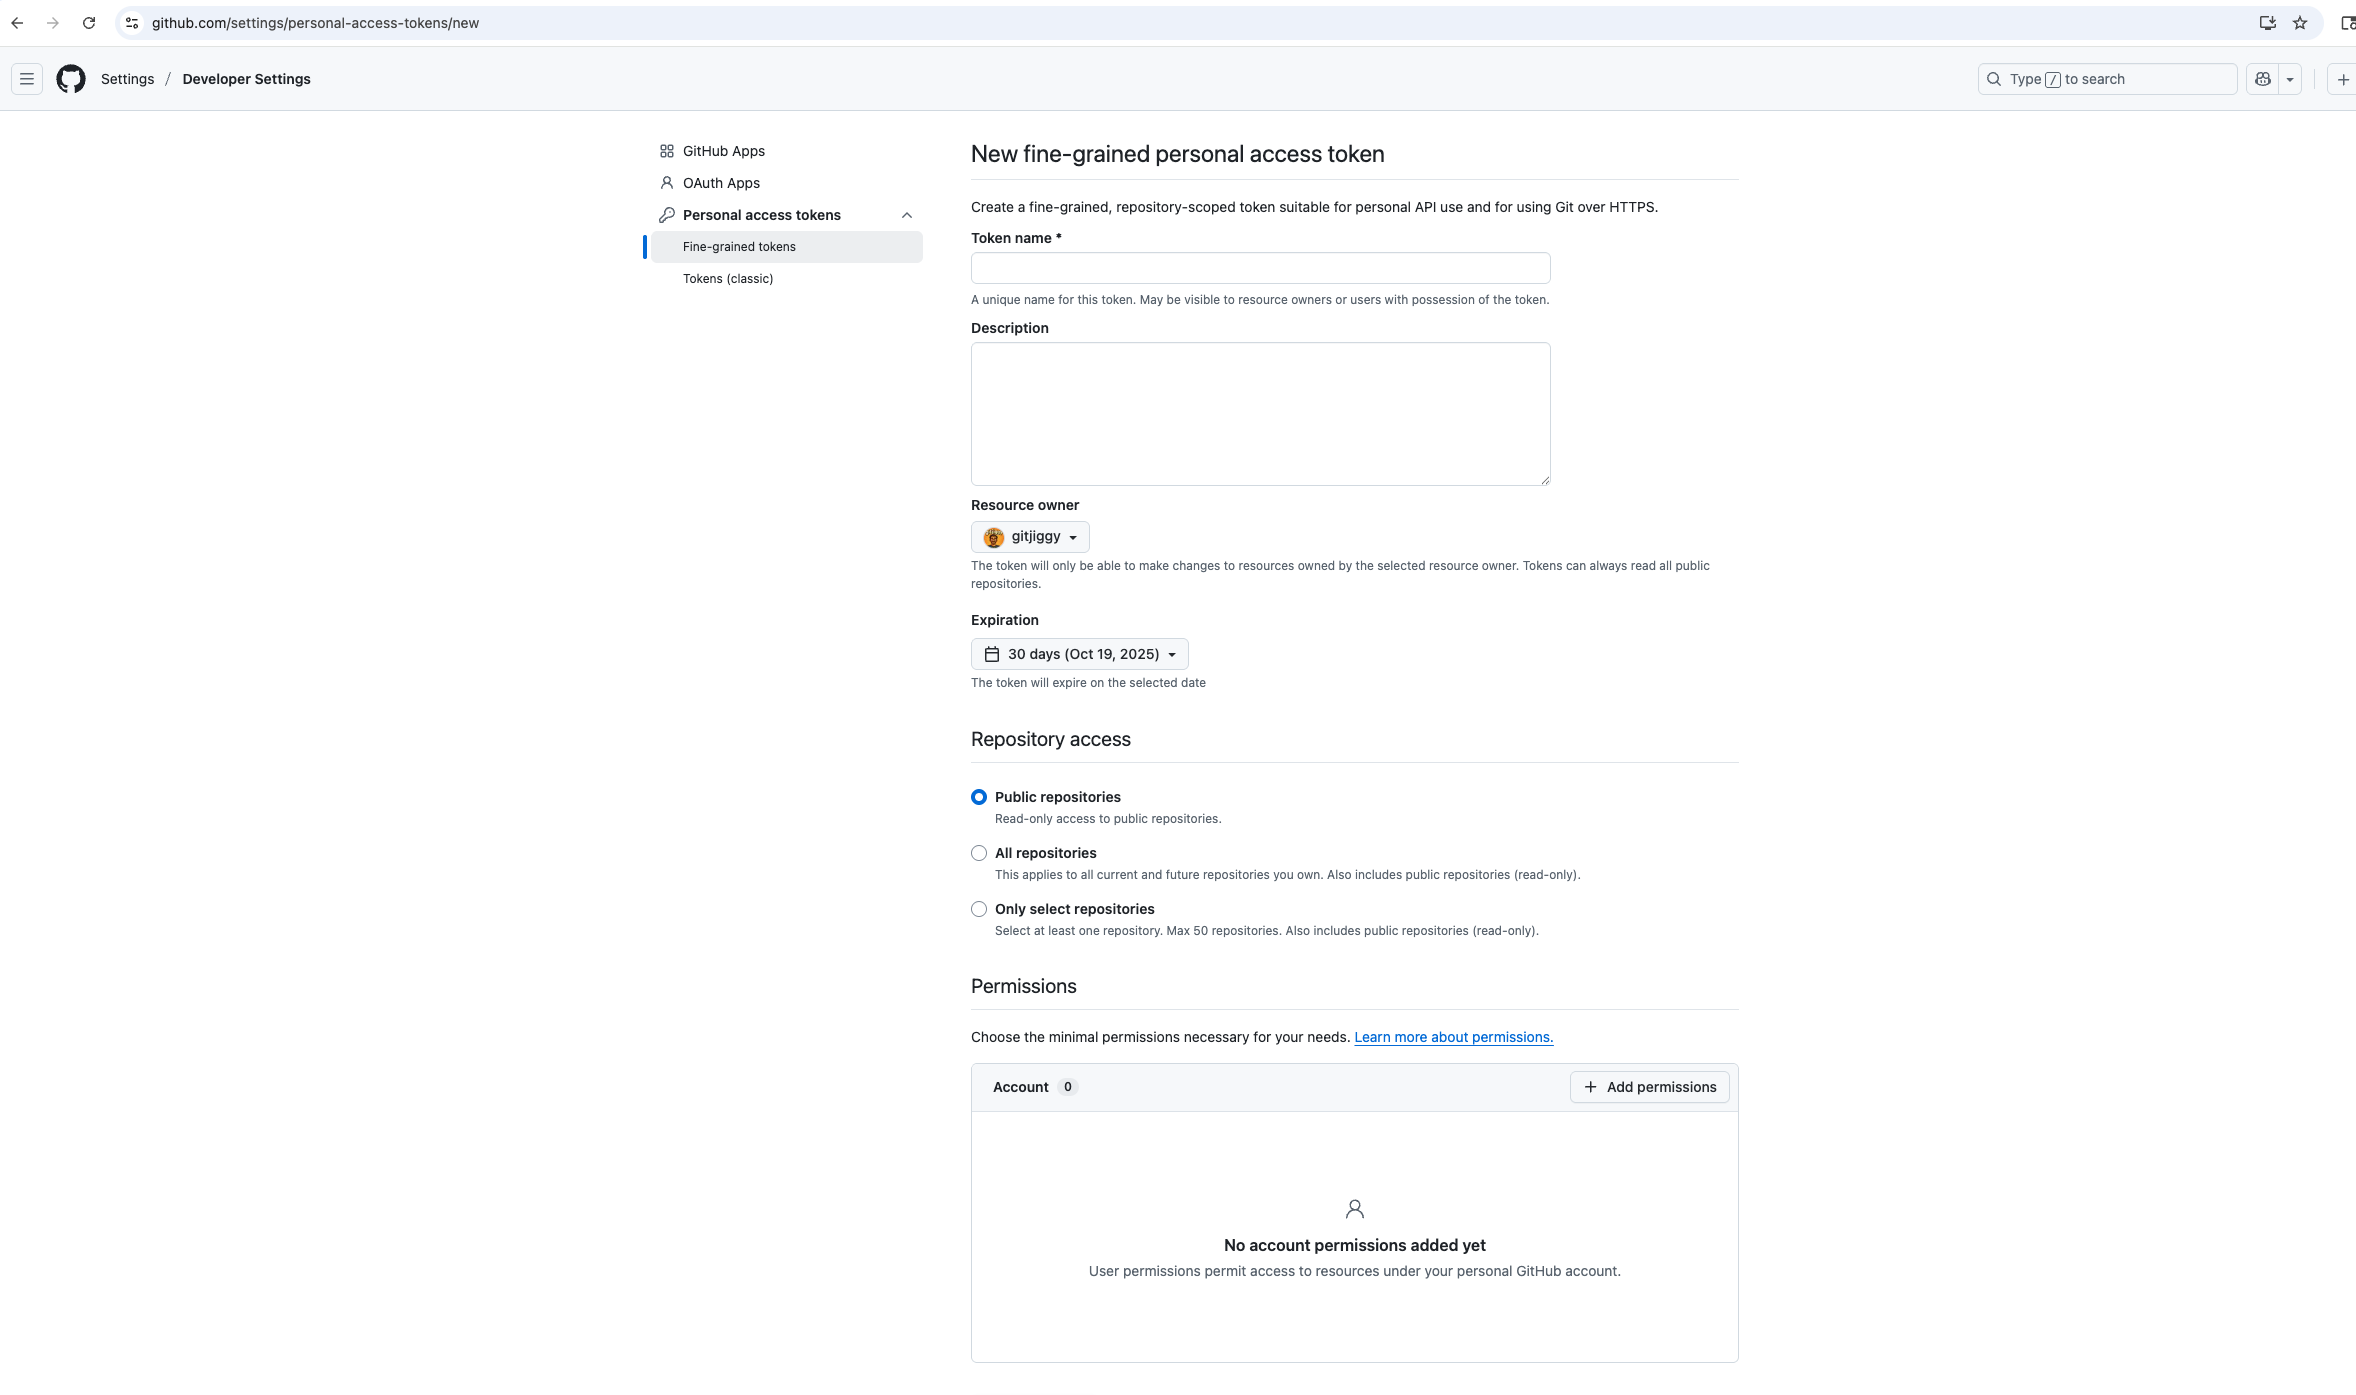 github.com/settings/personal-access-tokens/new
Settings / Developer Settings
Type / to search
GitHub Apps
OAuth Apps
Personal access tokens
Fine-grained tokens
Tokens (classic)
New fine-grained personal access token
Create a fine-grained, repository-scoped token suitable for personal API use and for using Git over HTTPS.
Token name *
A unique name for this token. May be visible to resource owners or users with possession of the token.
Description
Resource owner
gitjiggy
The token will only be able to make changes to resources owned by the selected resource owner. Tokens can always read all public
repositories.
Expiration
30 days (Oct 19, 2025)
The token will expire on the selected date
Repository access
Public repositories
Read-only access to public repositories.
All repositories
This applies to all current and future repositories you own. Also includes public repositories (read-only).
Only select repositories
Select at least one repository. Max 50 repositories. Also includes public repositories (read-only).
Permissions
Choose the minimal permissions necessary for your needs. Learn more about permissions.
Account 0
Add permissions
No account permissions added yet
User permissions permit access to resources under your personal GitHub account.